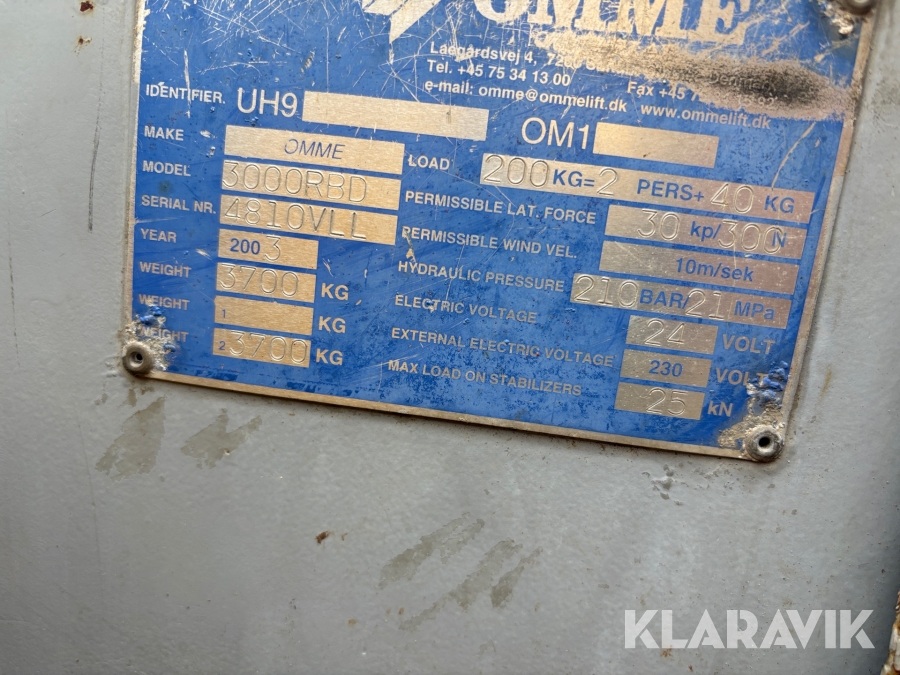 OMME
Laegårdsvej 4,
Tel. +45 75 34 13 00 Fax +45
e-mail: omme@ommelift.dk www.ommelift.dk
IDENTIFIER. UH9 OM1
MAKE OMME
MODEL 3000RBD
SERIAL NR. 4810VLL
YEAR 2003
WEIGHT 3700 KG
WEIGHT 1 KG
WEIGHT 2 3700 KG
LOAD 200 KG=2 PERS+ 40 KG
PERMISSIBLE LAT. FORCE 30 kp/300 N
PERMISSIBLE WIND VEL. 10m/sek
HYDRAULIC PRESSURE 210 BAR/21 MPa
ELECTRIC VOLTAGE 24 VOLT
EXTERNAL ELECTRIC VOLTAGE 230 VOLT
MAX LOAD ON STABILIZERS 25 kN
KLARAVIK